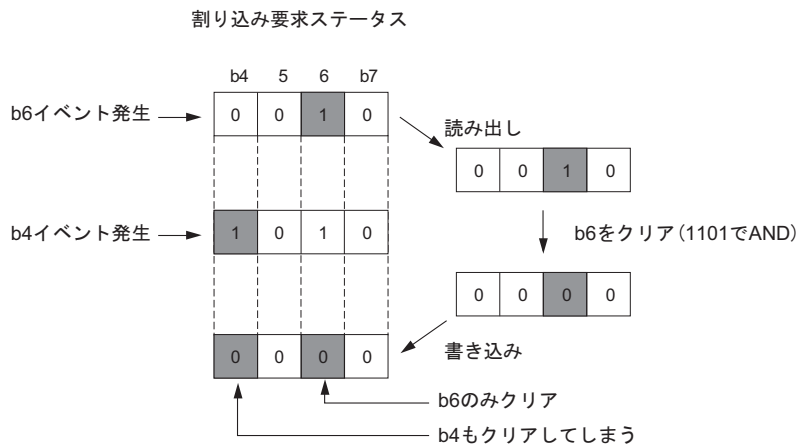 割り込み要求ステータス
b4 5 6 b7
b6イベント発生
0 0 1 0
読み出し
0 0 1 0
b4イベント発生
1 0 1 0
b6をクリア（1101でAND）
0 0 0 0
書き込み
0 0 0 0
b6のみクリア
b4もクリアしてしまう